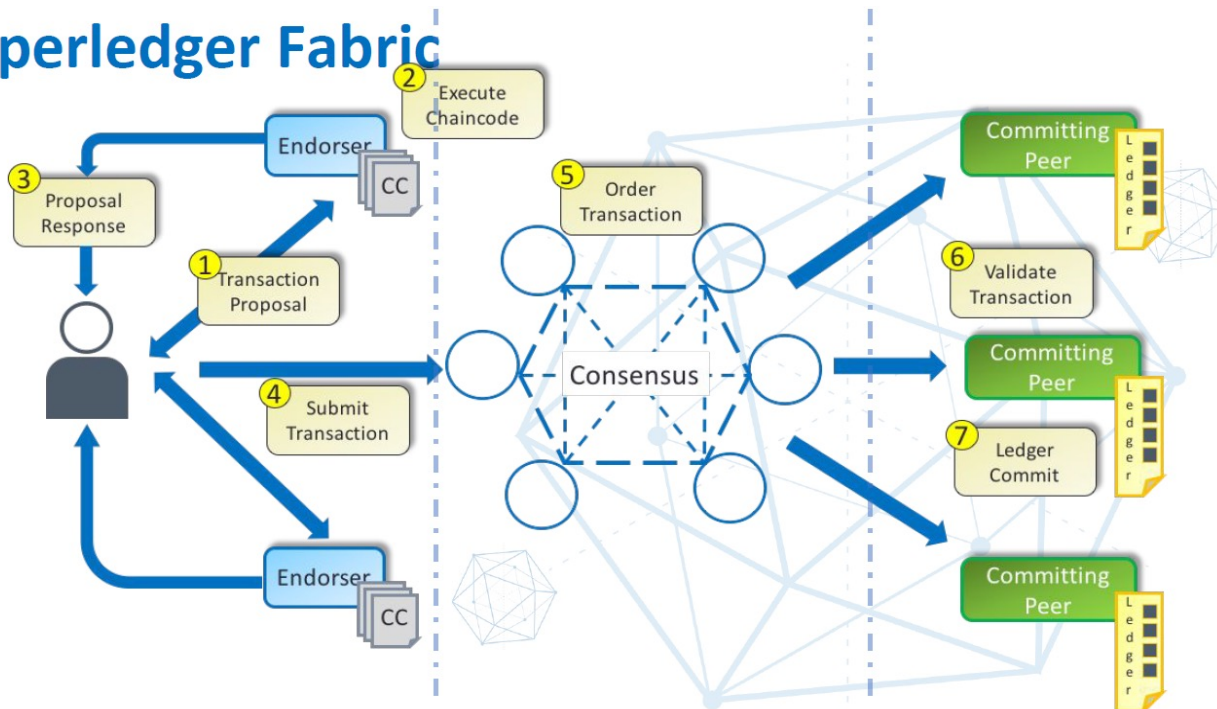 perledger Fabric
2
Execute
Chaincode
Endorser
CC
3
Proposal
Response
1
Transaction
Proposal
4
Submit
Transaction
Endorser
CC
5
Order
Transaction
Consensus
Committing
Peer
Ledger
6
Validate
Transaction
Committing
Peer
Ledger
7
Ledger
Commit
Committing
Peer
Ledger